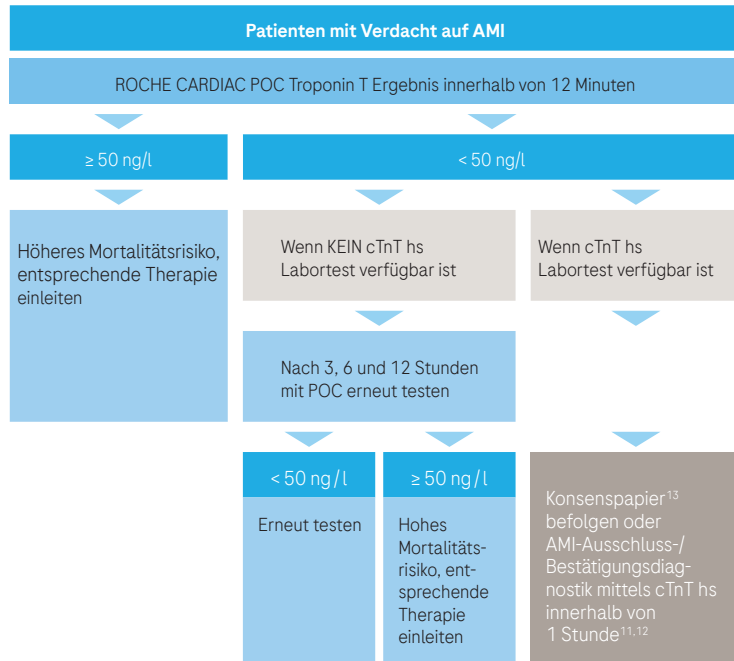 Patienten mit Verdacht auf AMI
ROCHE CARDIAC POC Troponin T Ergebnis innerhalb von 12 Minuten
≥ 50 ng/l
< 50 ng/l
Höheres Mortalitätsrisiko,
entsprechende Therapie
einleiten
Wenn KEIN cTnT hs
Labortest verfügbar ist
Wenn cTnT hs
Labortest verfügbar ist
Nach 3, 6 und 12 Stunden
mit POC erneut testen
< 50 ng/l
Erneut testen
≥ 50 ng/l
Hohes
Mortalitäts-
risiko, ent-
sprechende
Therapie
einleiten
Konsenspapier¹³
befolgen oder
AMI-Ausschluss-/
Bestätigungsdiag-
nostik mittels cTnT hs
innerhalb von
1 Stunde¹¹,¹²